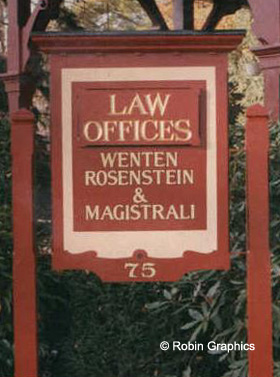 LAW
OFFICES
WENTEN
ROSENSTEIN
&
MAGISTRALI
75
© Robin Graphics